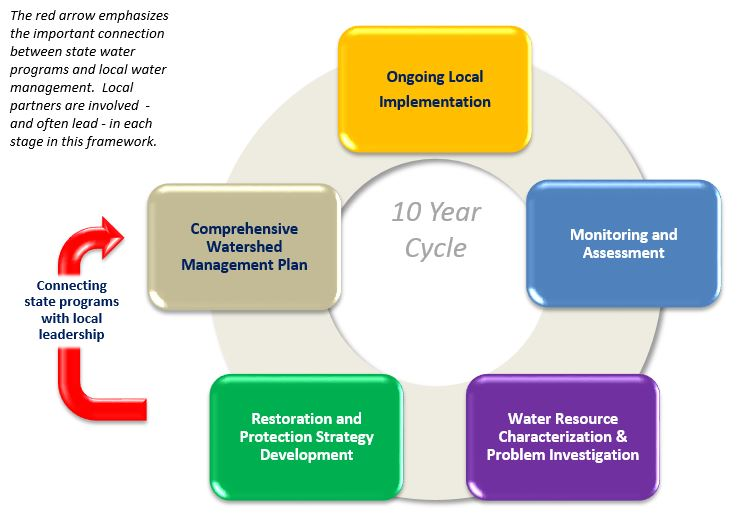 The red arrow emphasizes
the important connection
between state water
programs and local water
management.  Local
partners are involved  -
and often lead - in each
stage in this framework.
Ongoing Local
Implementation
10 Year
Cycle
Monitoring and
Assessment
Water Resource
Characterization &
Problem Investigation
Restoration and
Protection Strategy
Development
Comprehensive
Watershed
Management Plan
Connecting
state programs
with local
leadership